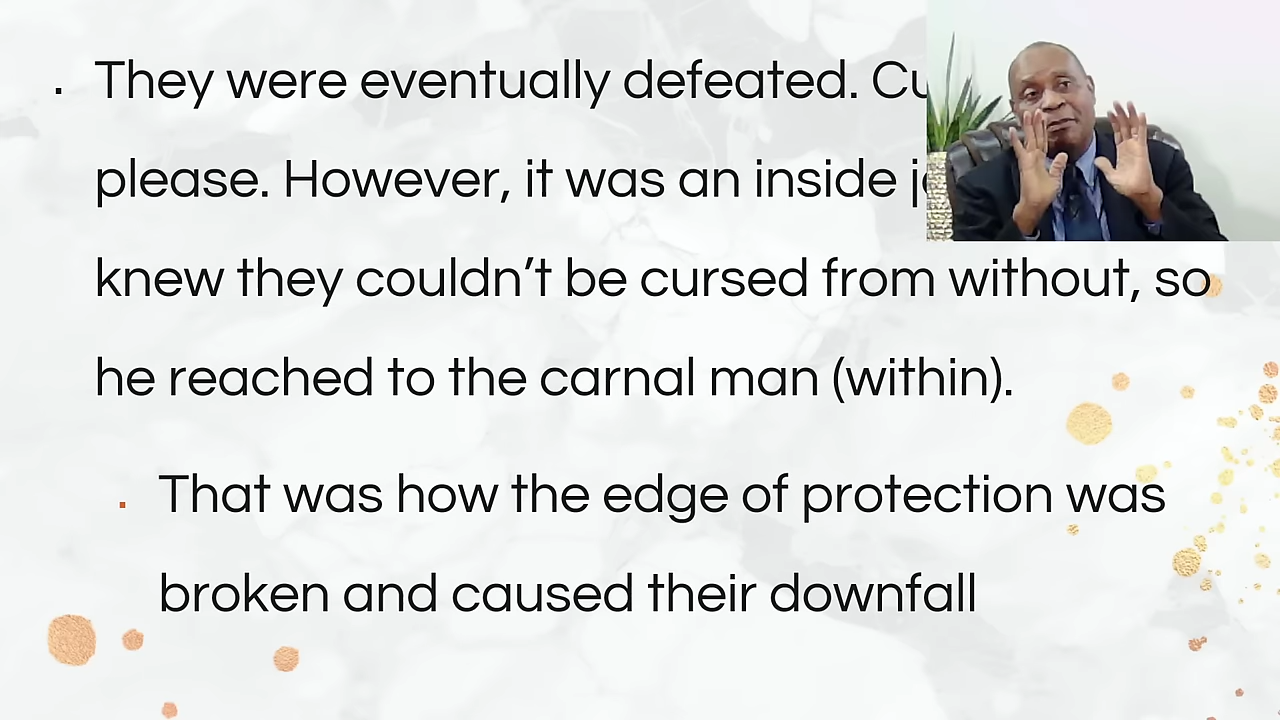 They were eventually defeated.
please. However, it was an inside
knew they couldn’t be cursed from without, so
he reached to the carnal man (within).
That was how the edge of protection was
broken and caused their downfall